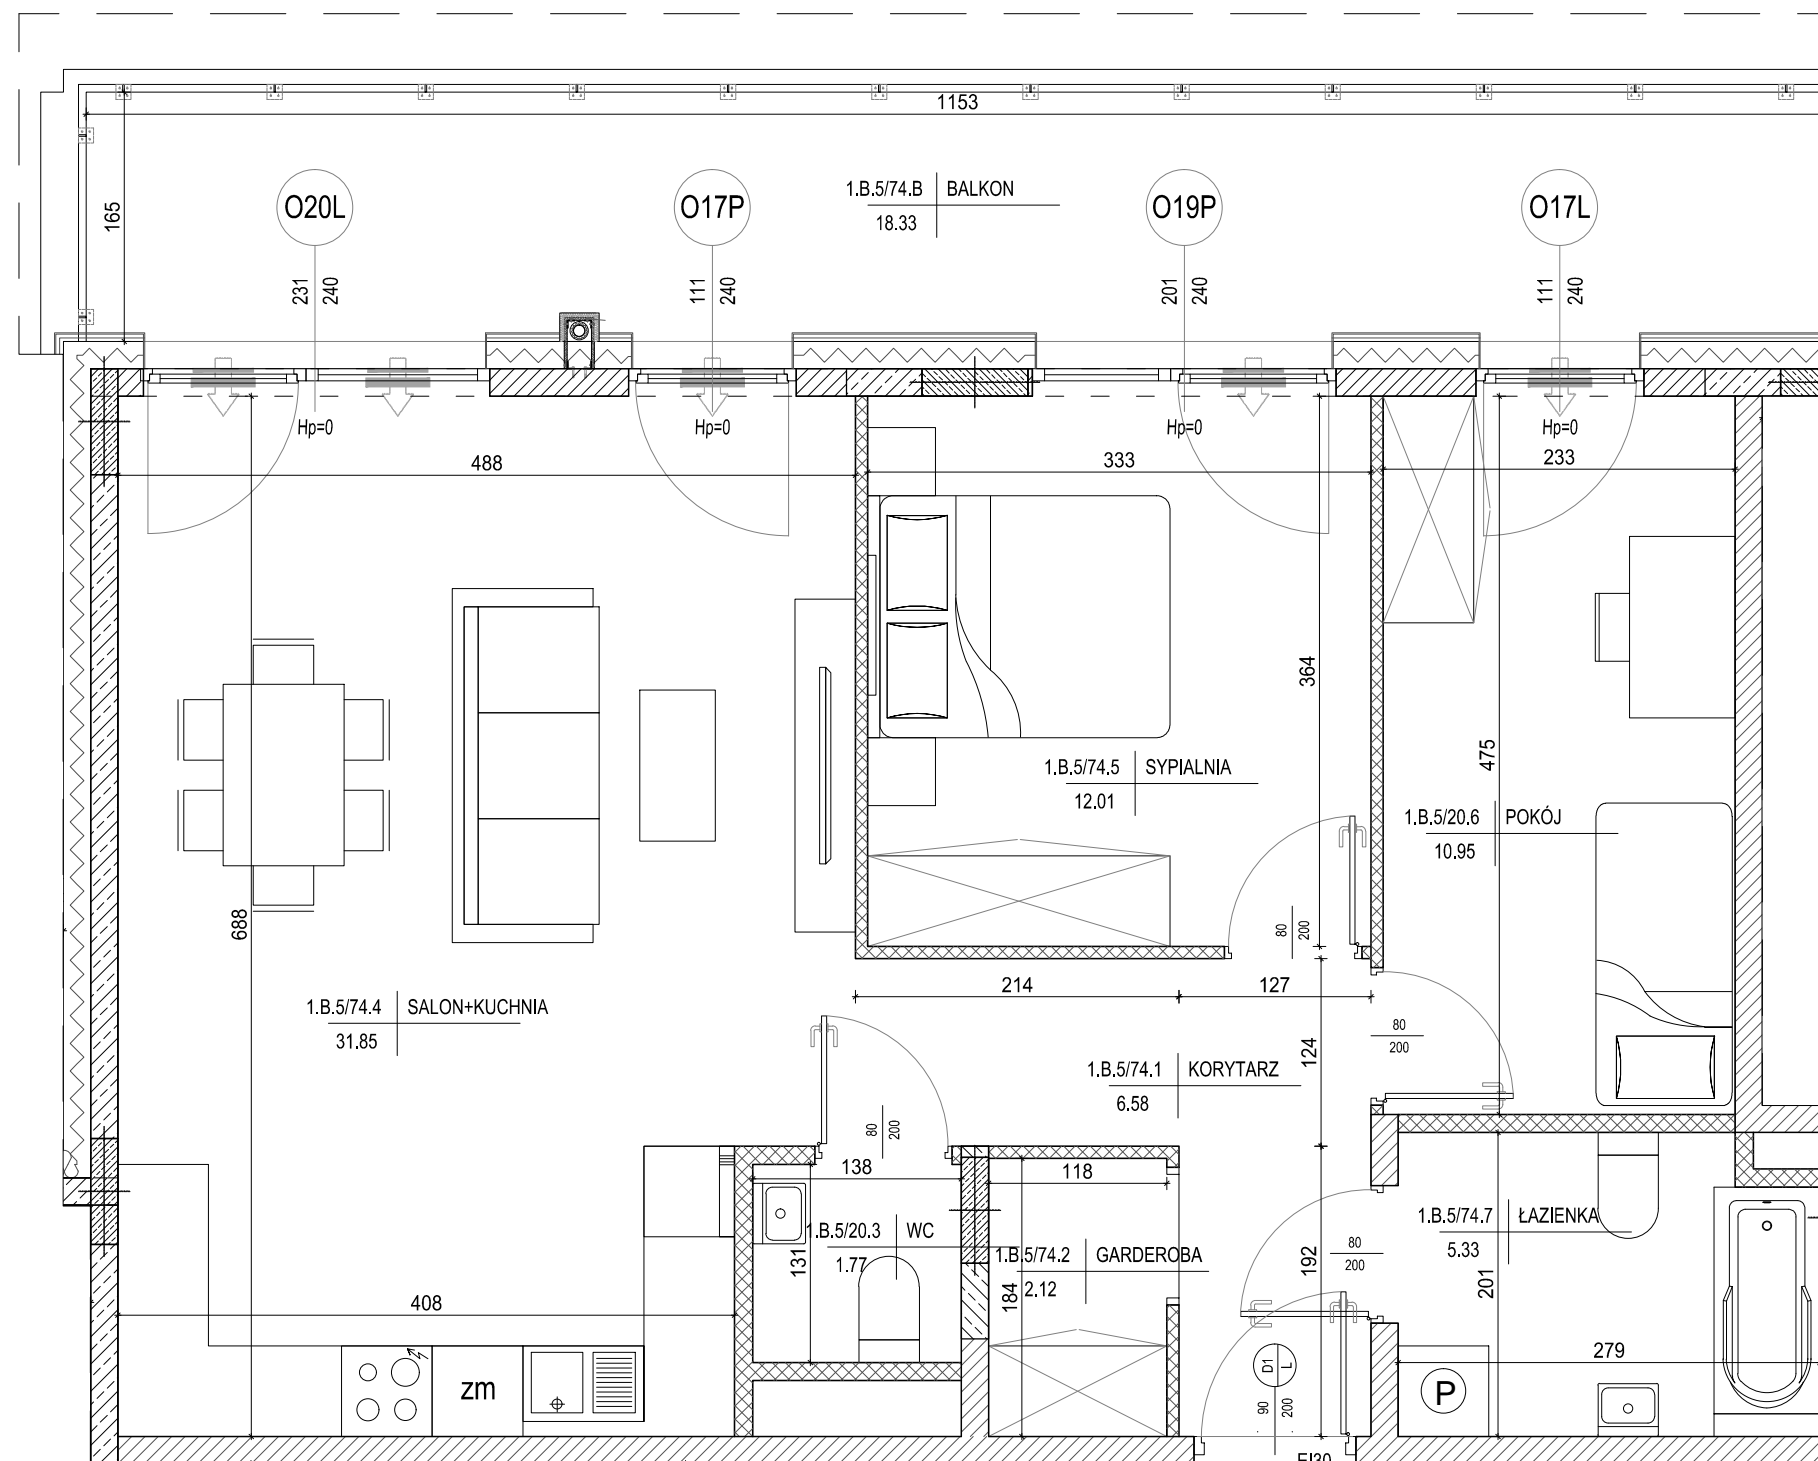 1153
165
O20L
O17P
1.B.5/74.B BALKON
18.33
O19P
O17L
231 240
111 240
201 240
111 240
Hp=0
Hp=0
Hp=0
Hp=0
488
333
233
364
475
1.B.5/74.5 SYPIALNIA
12.01
1.B.5/20.6 POKÓJ
10.95
688
80 200
214
127
1.B.5/74.4 SALON+KUCHNIA
31.85
80
200
124
1.B.5/74.1 KORYTARZ
6.58
80 200
138
118
1.B.5/20.3 WC
1.77
131
1.B.5/74.2 GARDEROBA
2.12
184
192
80
200
1.B.5/74.7 ŁAZIENKA
5.33
201
408
279
zm
D1 L
90 200
P
EI30